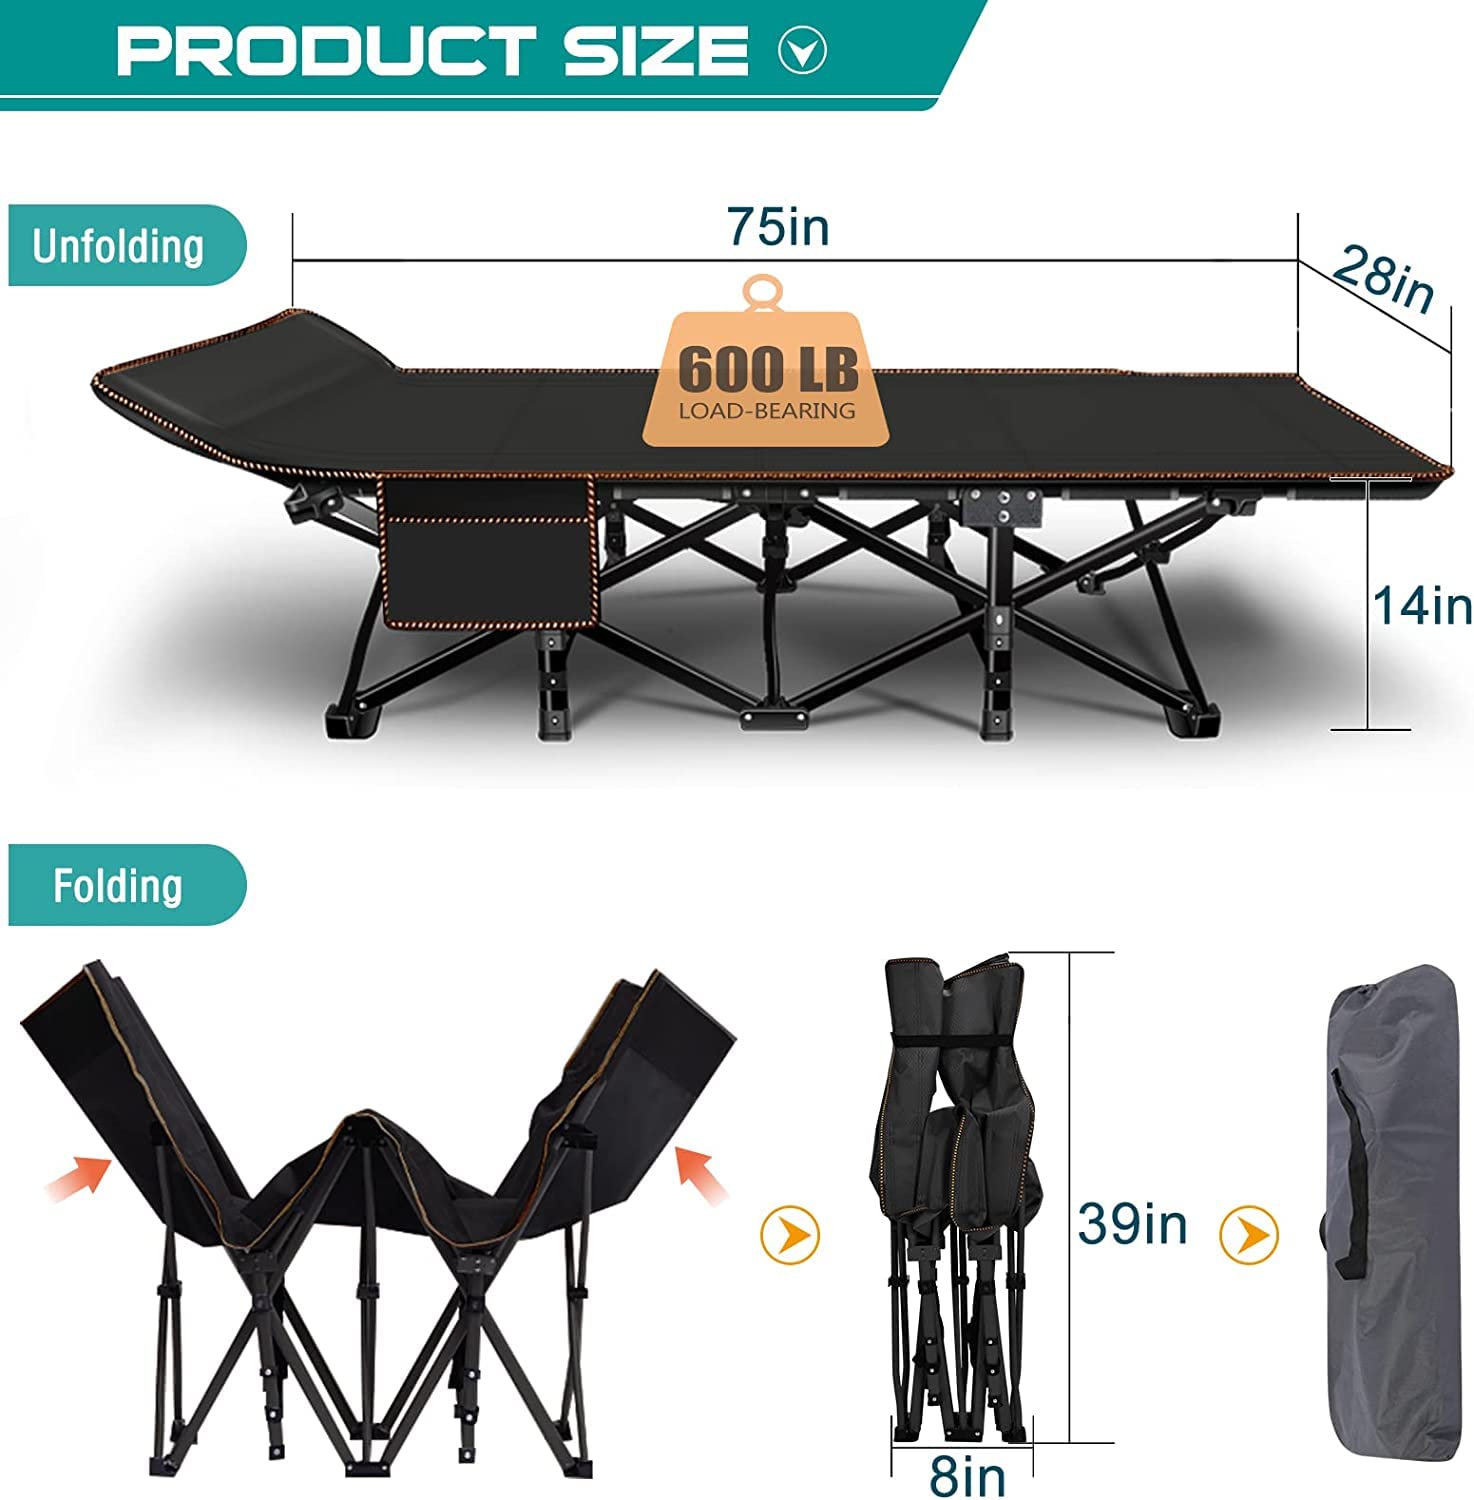 PRODUCT SIZE
Unfolding
75in
28in
600 LB
LOAD-BEARING
14in
Folding
39in
8in